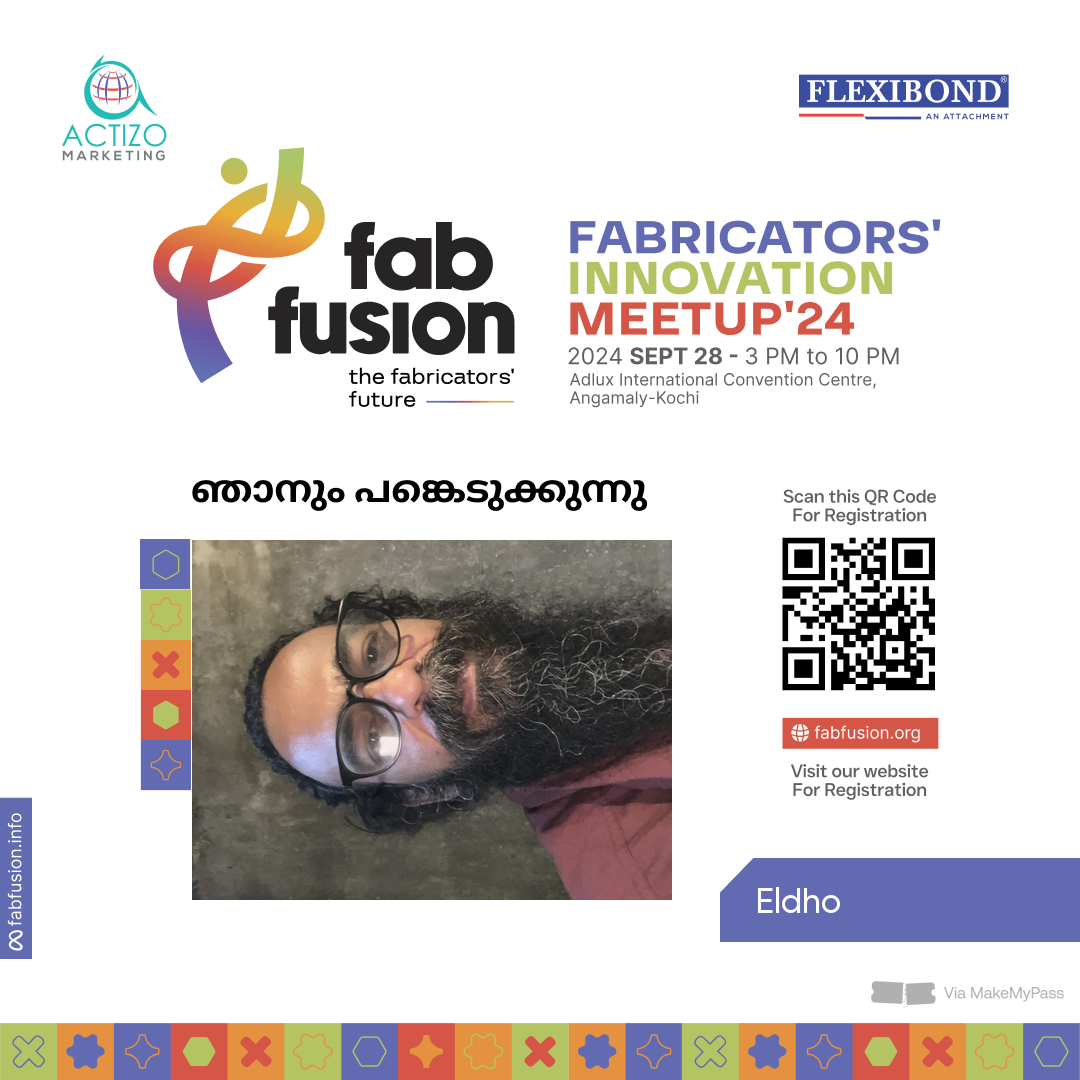 ACTIZO
MARKETING
FLEXIBOND®
AN ATTACHMENT
fab
fusion
the fabricators'
future
FABRICATORS'
INNOVATION
MEETUP'24
2024 SEPT 28 - 3 PM to 10 PM
Adlux International Convention Centre,
Angamaly-Kochi
ഞാനും പങ്കെടുക്കുന്നു
Scan this QR Code
For Registration
fabfusion.org
Visit our website
For Registration
fabfusion.info
Eldho
Via MakeMyPass